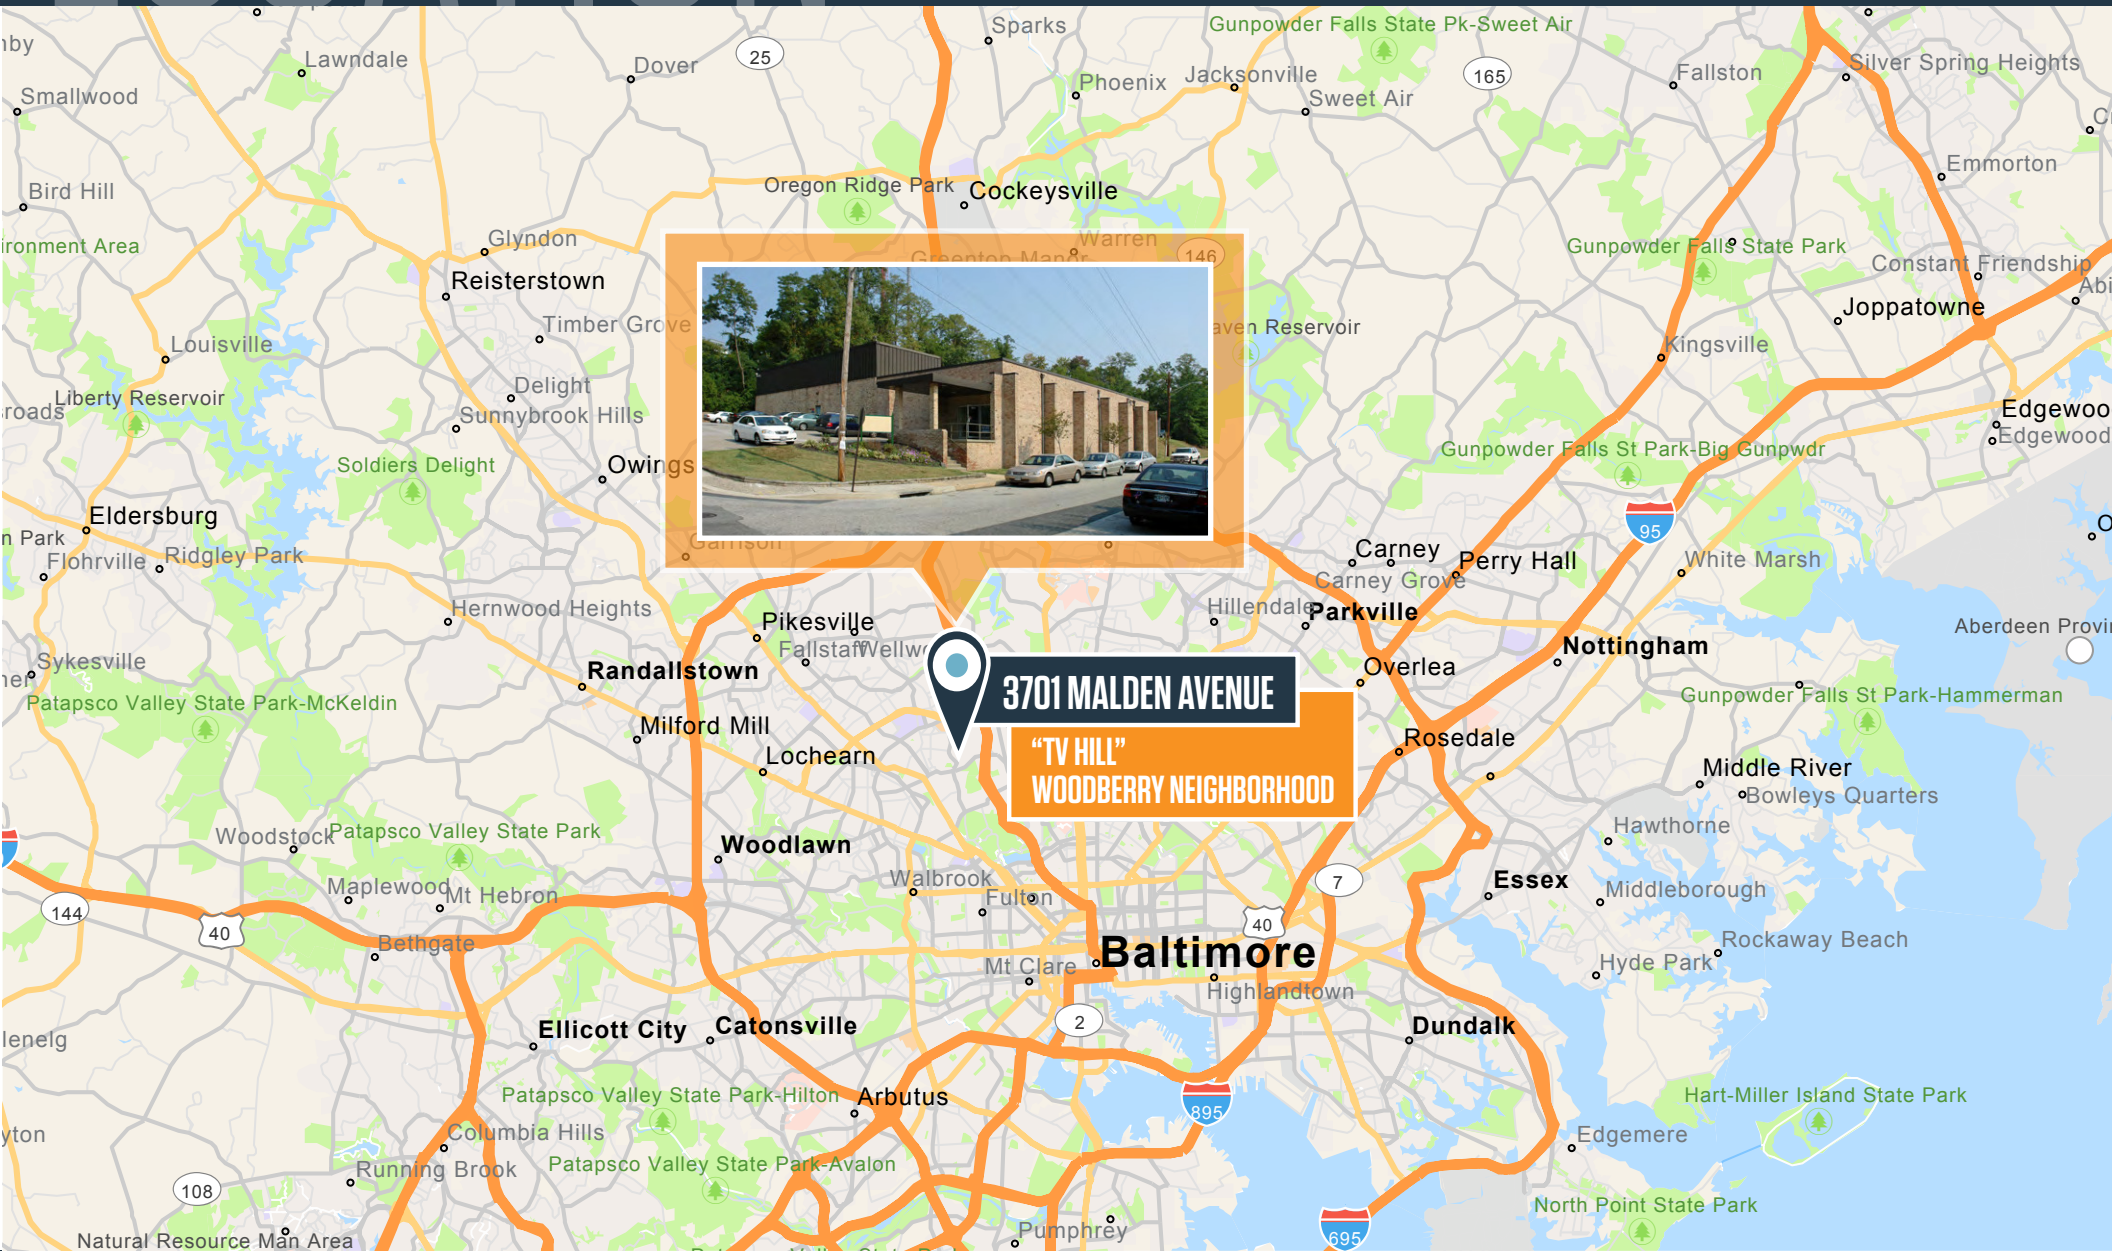 Sparks
Gunpowder Falls State Pk-Sweet Air
Lawndale
25
Dover
Phoenix
Jacksonville
165
Fallston
Silver Spring Heights
Smallwood
Sweet Air
Emmorton
Bird Hill
Oregon Ridge Park
Cockeysville
Glyndon
Warren
146
Greentop Manor
Gunpowder Falls State Park
Constant Friendship
Reisterstown
Joppatowne
Timber Grove
Reservoir
Louisville
Kingsville
Delight
Liberty Reservoir
Sunnybrook Hills
Gunpowder Falls St Park-Big Gunpwdr
Edgewood
Soldiers Delight
Owings
Eldersburg
95
Park
Flohrville
Ridgley Park
Garrison
Carney
Perry Hall
White Marsh
Carney Grove
Hernwood Heights
Hillendale
Parkville
Pikesville
Fallstaff
Nottingham
Sykesville
Randallstown
Overlea
Patapsco Valley State Park-McKeldin
3701 MALDEN AVENUE
Gunpowder Falls St Park-Hammerman
Milford Mill
"TV HILL"
WOODBERRY NEIGHBORHOOD
Lochearn
Rosedale
Middle River
Bowleys Quarters
Woodstock
Patapsco Valley State Park
Woodlawn
Hawthorne
Walbrook
Fulton
7
Essex
Maplewood
Mt Hebron
Middleborough
144
40
Bethgate
40
Baltimore
Rockaway Beach
Mt Clare
Hyde Park
Highlandtown
Ellicott City
Catonsville
2
Dundalk
Patapsco Valley State Park-Hilton
Arbutus
895
Hart-Miller Island State Park
Columbia Hills
Edgemere
Running Brook
Patapsco Valley State Park-Avalon
108
North Point State Park
Natural Resource Man Area
Pumphrey
695